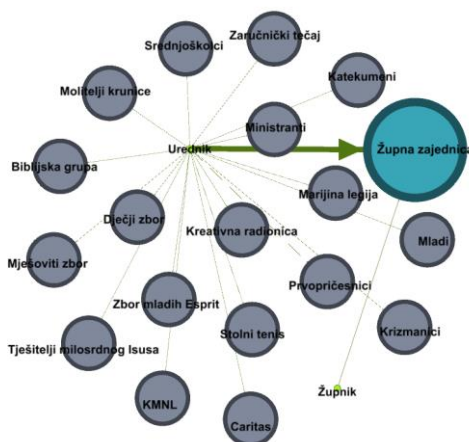 Zaručnički tečaj
Srednjoškolci
Katekumeni
Molitelji krunice
Ministranti
Urednik
Župna zajednica
Biblijska grupa
Marijina legija
Dječji zbor
Kreativna radionica
Mladi
Mješoviti zbor
Prvopričesnici
Zbor mladih Esprit
Krizmanici
Stolni tenis
Tješitelji milosrdnog Isusa
Župnik
KMNL
Caritas